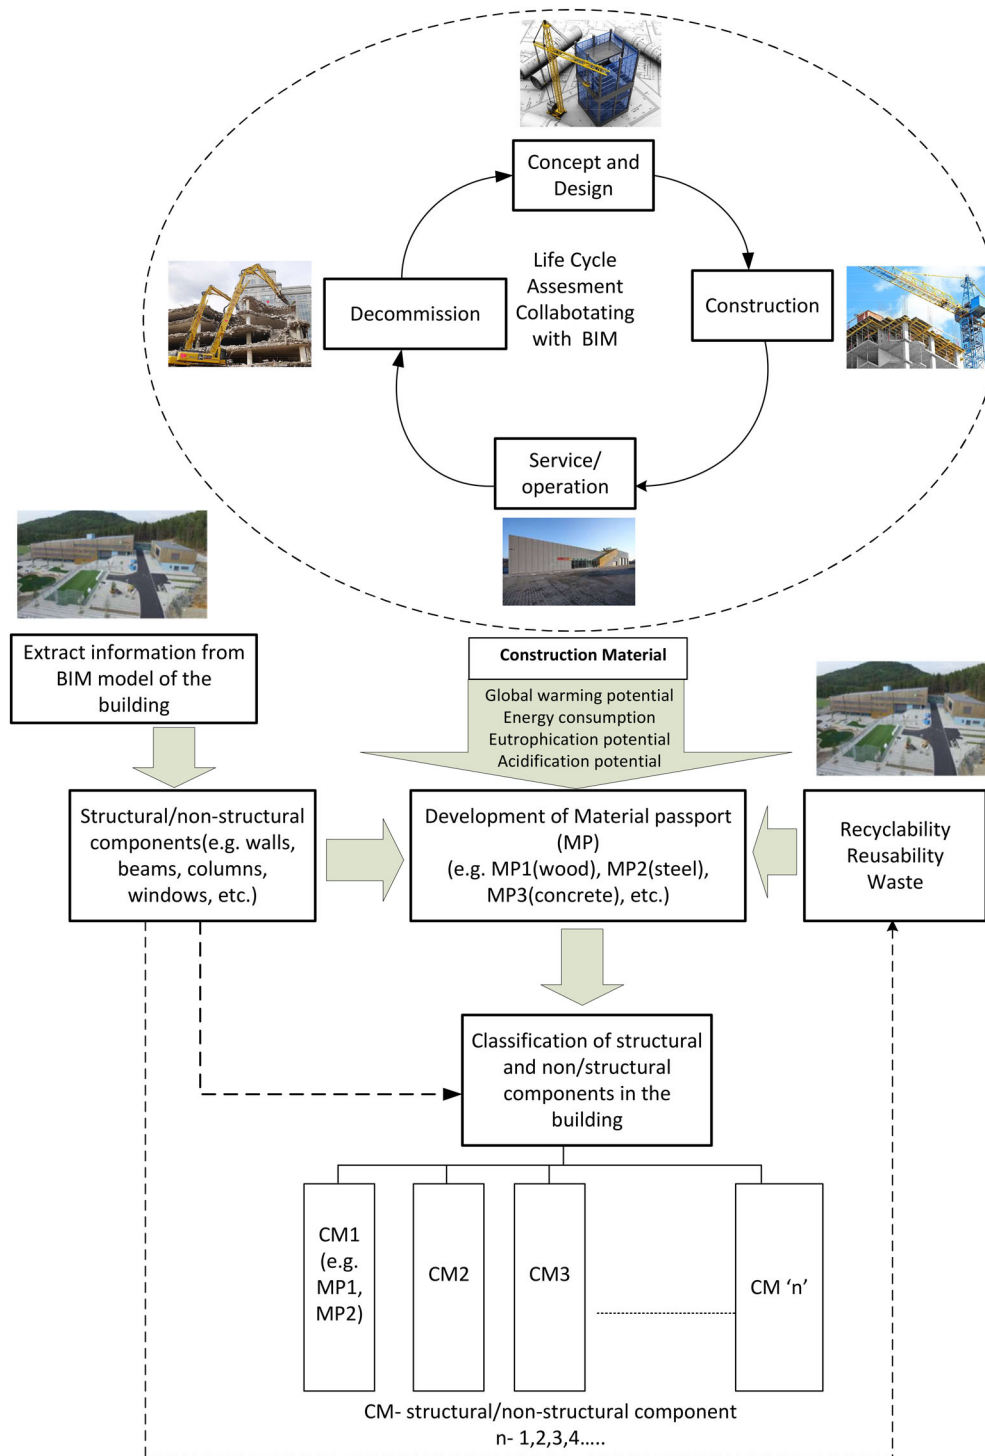 Concept and
Design
Life Cycle
Assesment
Collabotating
with BIM
Decommission
Construction
Service/
operation
Extract information from
BIM model of the
building
Construction Material
Global warming potential
Energy consumption
Eutrophication potential
Acidification potential
Structural/non-structural
components(e.g. walls,
beams, columns,
windows, etc.)
Development of Material passport
(MP)
(e.g. MP1(wood), MP2(steel),
MP3(concrete), etc.)
Recyclability
Reusability
Waste
Classification of structural
and non/structural
components in the
building
CM1
(e.g.
MP1,
MP2)
CM2
CM3
CM ‘n’
CM- structural/non-structural component
n- 1,2,3,4.....